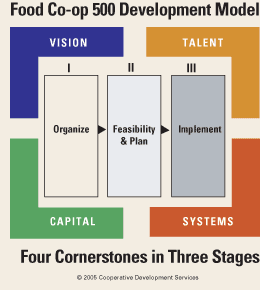 Food Co-op 500 Development Model
VISION
TALENT
I
II
III
Organize
Feasibility
& Plan
Implement
CAPITAL
SYSTEMS
Four Cornerstones in Three Stages
© 2005 Cooperative Development Services